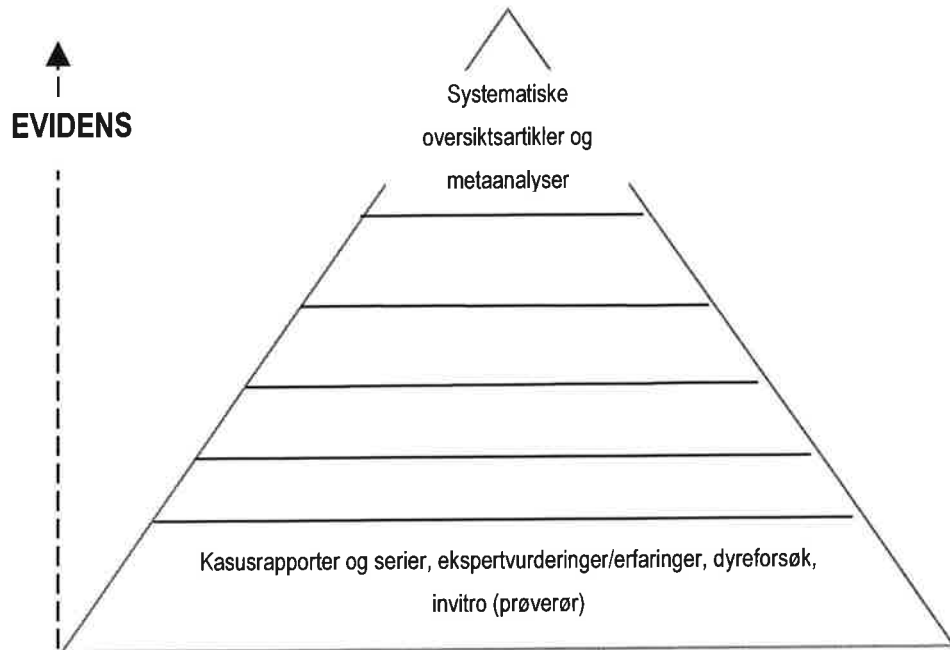 EVIDENS
Systematiske
oversiktsartikler og
metaanalyser
Kasusrapporter og serier, ekspertvurderinger/erfaringer, dyreforsøk,
invitro (prøverør)